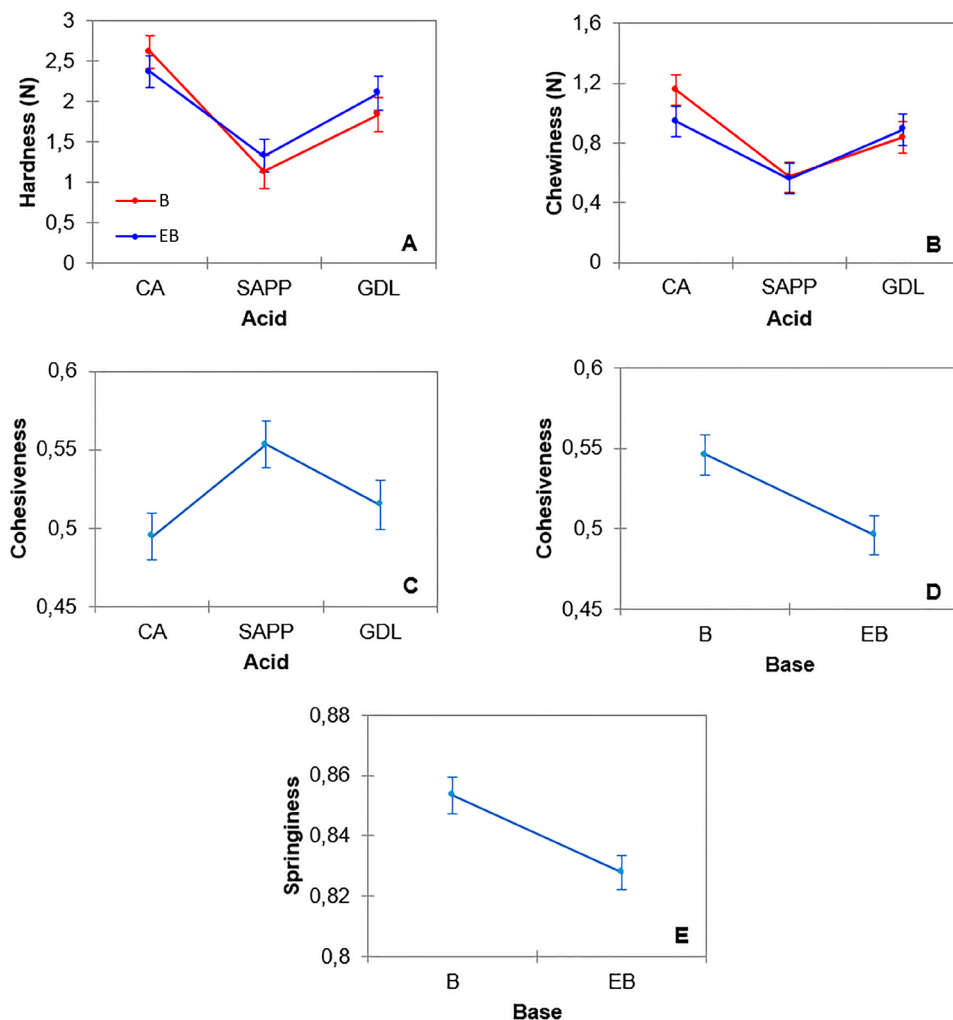 Hardness (N)
3
2,5
2
1,5
1
0,5
0
B
EB
A
CA SAPP GDL
Acid
Chewiness (N)
1,6
1,2
0,8
0,4
0
B
CA SAPP GDL
Acid
Cohesiveness
0,6
0,55
0,5
0,45
C
CA SAPP GDL
Acid
Cohesiveness
0,6
0,55
0,5
0,45
D
B EB
Base
Springiness
0,88
0,86
0,84
0,82
0,8
E
B EB
Base